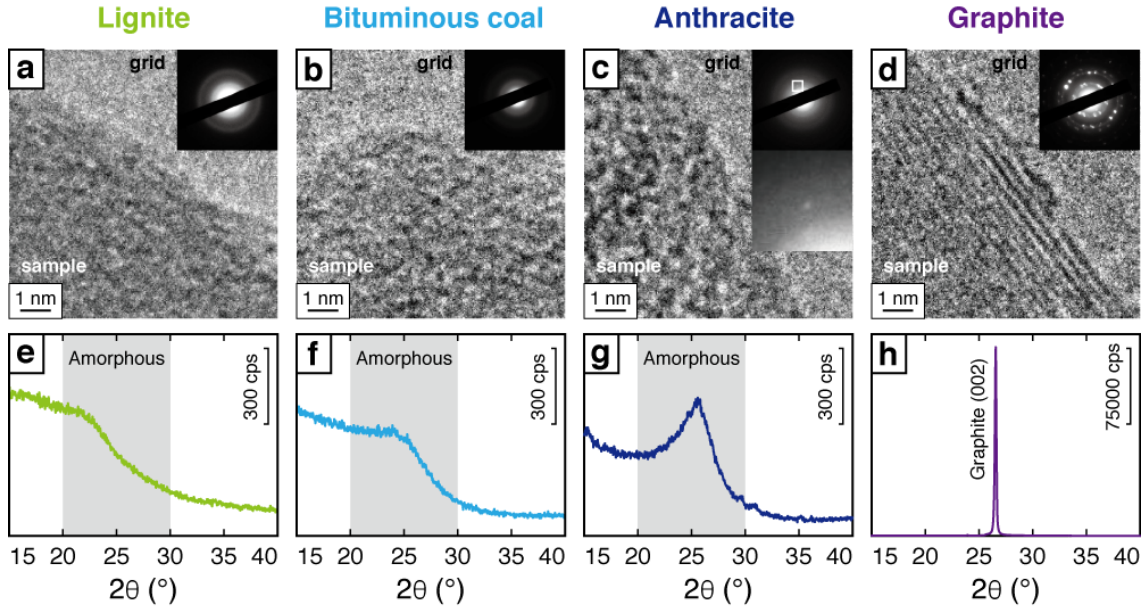 Lignite
Bituminous coal
Anthracite
Graphite
a
grid
sample
1 nm
b
grid
sample
1 nm
c
grid
sample
1 nm
d
grid
sample
1 nm
e
Amorphous
300 cps
15 20 25 30 35 40
2θ (°)
f
Amorphous
300 cps
15 20 25 30 35 40
2θ (°)
g
Amorphous
300 cps
15 20 25 30 35 40
2θ (°)
h
Graphite (002)
75000 cps
15 20 25 30 35 40
2θ (°)